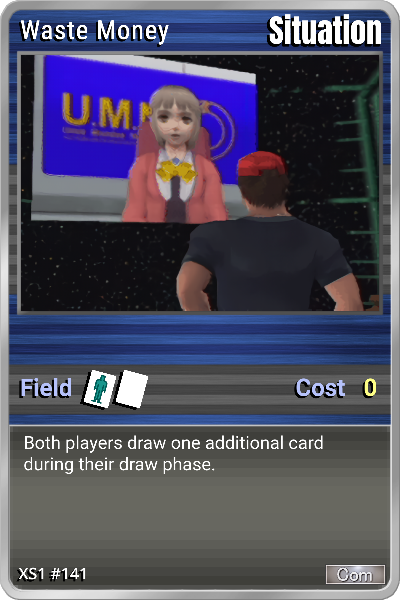 Waste Money
Situation
U.M.N
Field
Cost 0
Both players draw one additional card
during their draw phase.
XS1 #141
Com